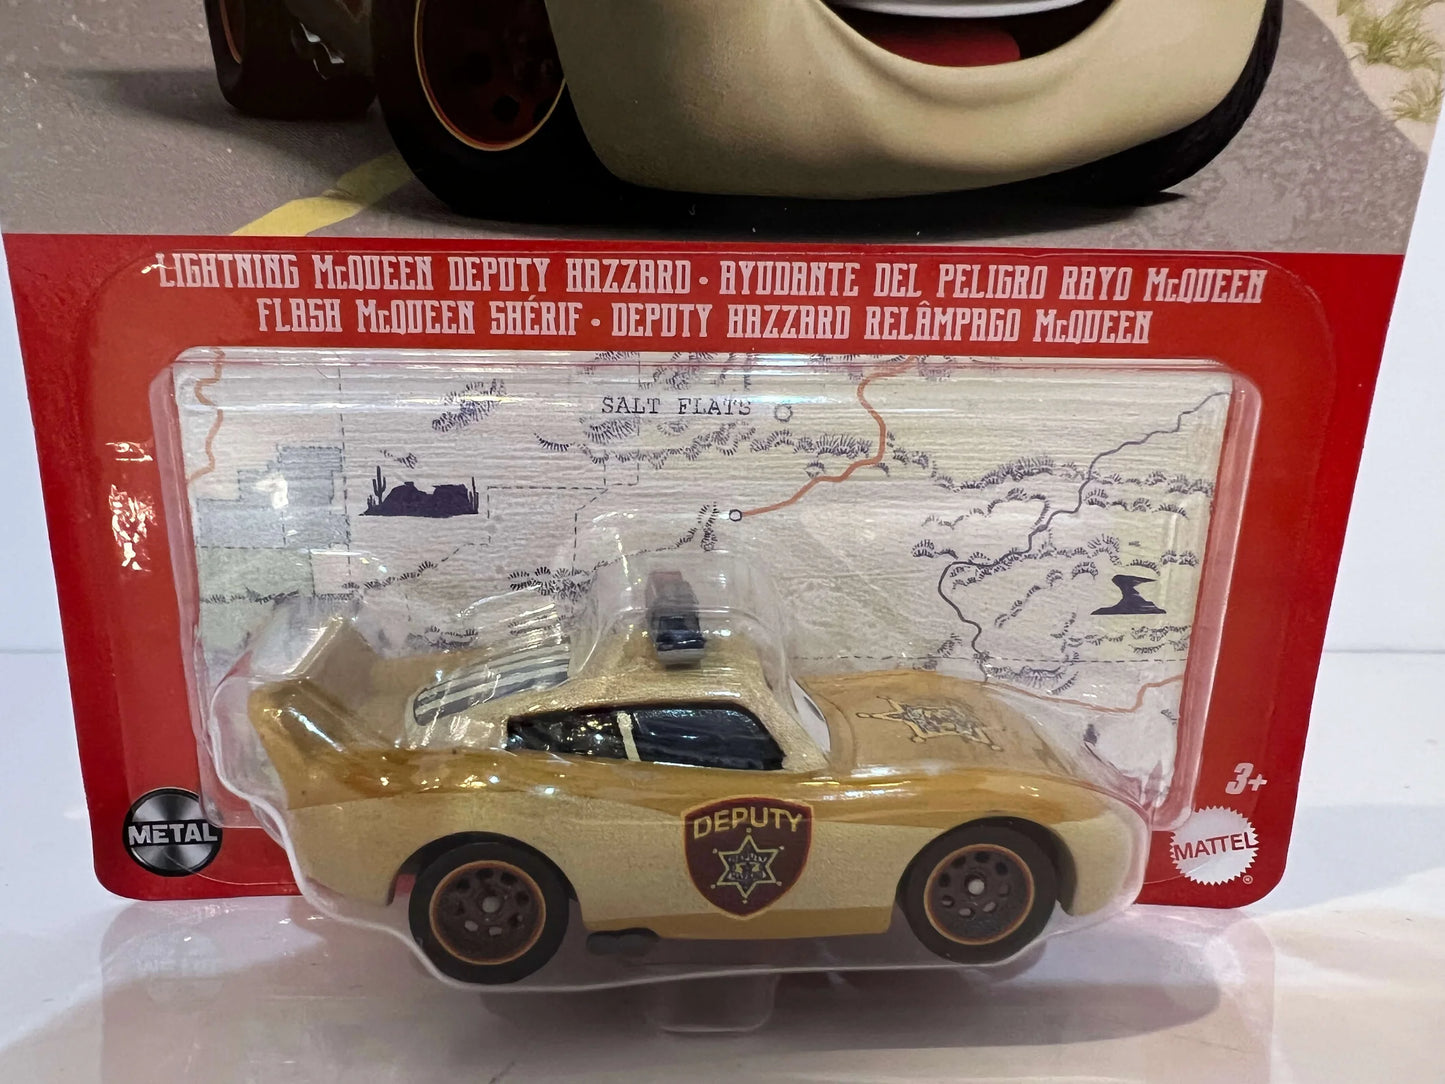 LIGHTNING McQUEEN DEPUTY HAZZARD • AYUDANTE DEL PELIGRO RAYO McQUEEN
FLASH McQUEEN SHÉRIF • DEPUTY HAZZARD RELÂMPAGO McQUEEN
SALT FLATS
3+
METAL
DEPUTY
MATTEL
®